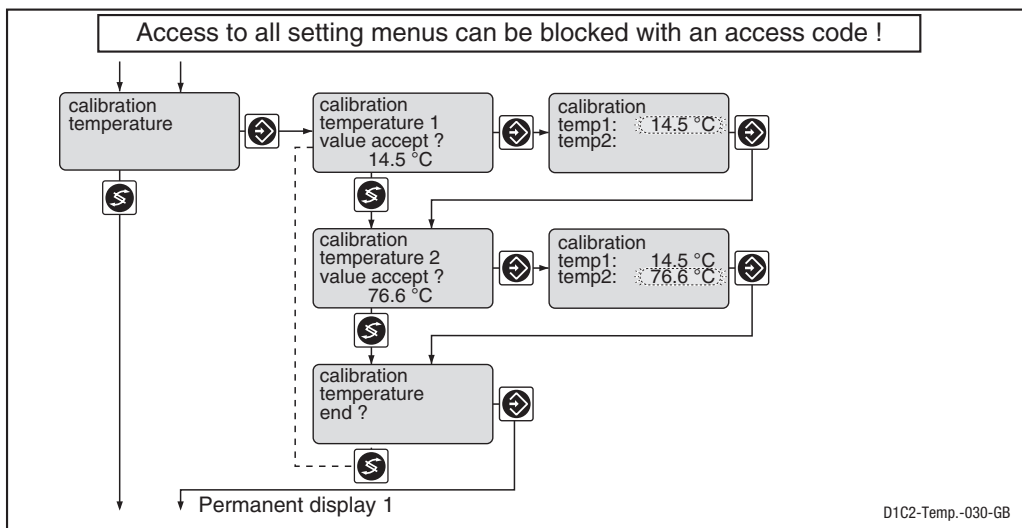 Access to all setting menus can be blocked with an access code !
calibration
temperature
calibration
temperature 1
value accept ?
14.5 °C
calibration
temp1: 14.5 °C
temp2:
calibration
temperature 2
value accept ?
76.6 °C
calibration
temp1: 14.5 °C
temp2: 76.6 °C
calibration
temperature
end ?
Permanent display 1
D1C2-Temp.-030-GB